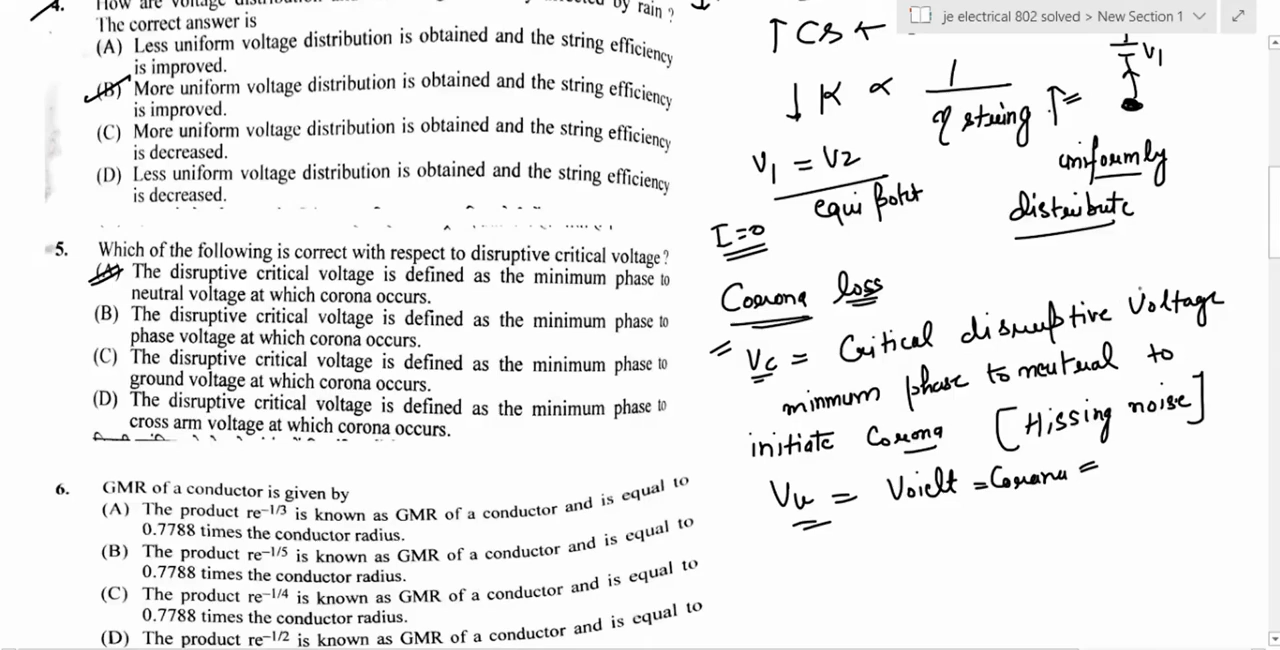 4. How are voltage by rain ?
The correct answer is
(A) Less uniform voltage distribution is obtained and the string efficiency
is improved.
(B) More uniform voltage distribution is obtained and the string efficiency
is improved.
(C) More uniform voltage distribution is obtained and the string efficiency
is decreased.
(D) Less uniform voltage distribution is obtained and the string efficiency
is decreased.
5. Which of the following is correct with respect to disruptive critical voltage?
(A) The disruptive critical voltage is defined as the minimum phase to
neutral voltage at which corona occurs.
(B) The disruptive critical voltage is defined as the minimum phase to
phase voltage at which corona occurs.
(C) The disruptive critical voltage is defined as the minimum phase to
ground voltage at which corona occurs.
(D) The disruptive critical voltage is defined as the minimum phase to
cross arm voltage at which corona occurs.
6. GMR of a conductor is given by
(A) The product re⁻¹/³ is known as GMR of a conductor and is equal to
0.7788 times the conductor radius.
(B) The product re⁻¹/⁵ is known as GMR of a conductor and is equal to
0.7788 times the conductor radius.
(C) The product re⁻¹/⁴ is known as GMR of a conductor and is equal to
0.7788 times the conductor radius.
(D) The product re⁻¹/² is known as GMR of a conductor and is equal to
je electrical 802 solved > New Section 1
↑ CS ←
V1
↓ K ∝ 1 / η string ↑=
V1 = V2
equi
uniformly
distribute
I=0
Corona loss
= Vc = Critical disruptive Voltage
minmum phase to neutral to
initiate Corona [Hissing noise]
Vv = = Corona =